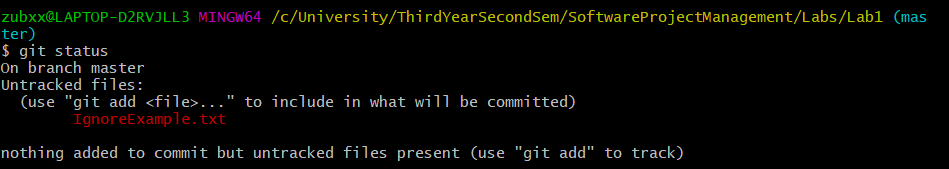 zubxx@LAPTOP-D2RVJLL3 MINGW64 /c/University/ThirdYearSecondSem/SoftwareProjectManagement/Labs/Lab1 (mas
ter)
$ git status
On branch master
Untracked files:
  (use "git add <file>..." to include in what will be committed)
        IgnoreExample.txt

nothing added to commit but untracked files present (use "git add" to track)